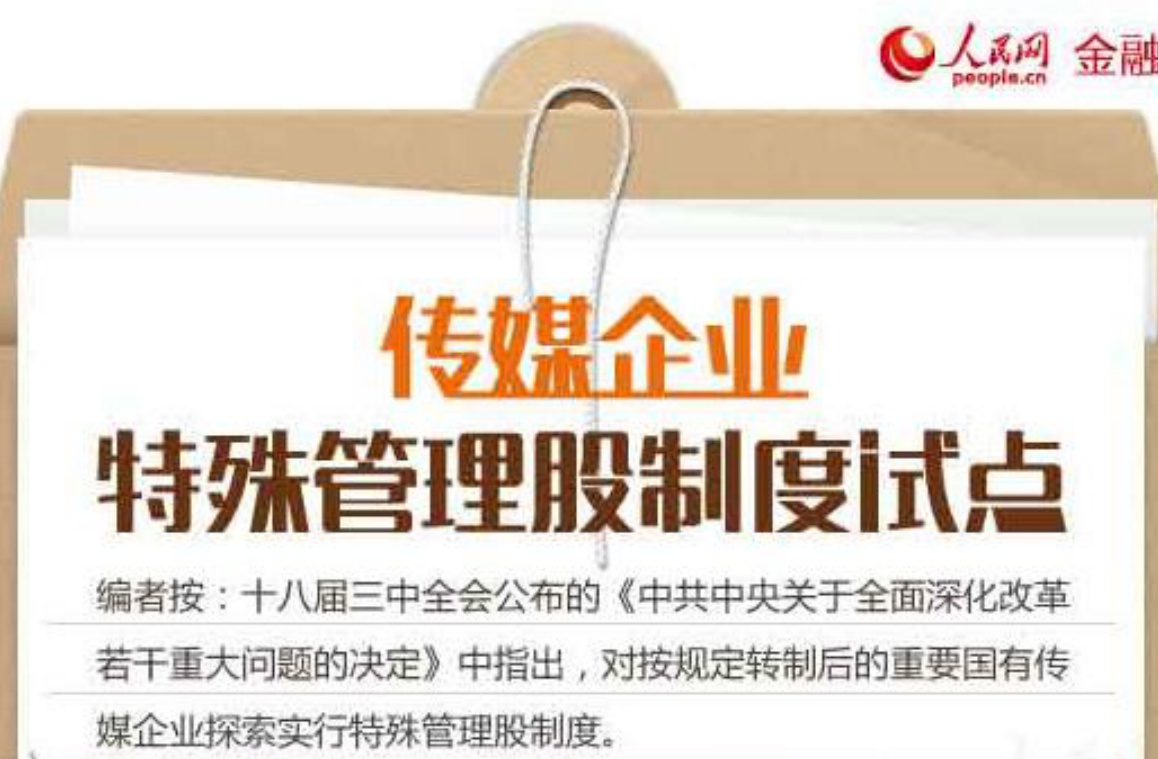 人民网 金融
people.cn
传媒企业
特殊管理股制度试点
编者按：十八届三中全会公布的《中共中央关于全面深化改革
若干重大问题的决定》中指出，对按规定转制后的重要国有传
媒企业探索实行特殊管理股制度。